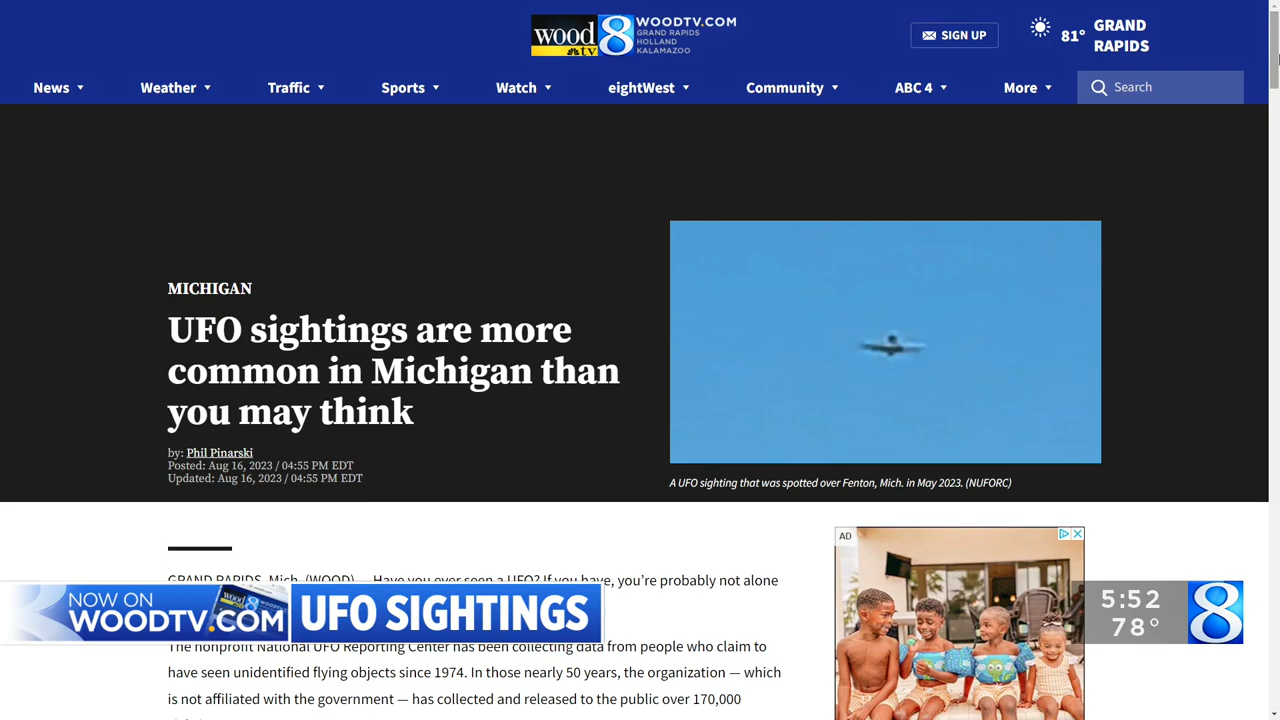 wood
tv
8
WOODTV.COM
GRAND RAPIDS
HOLLAND
KALAMAZOO
SIGN UP
81°
GRAND
RAPIDS
News
Weather
Traffic
Sports
Watch
eightWest
Community
ABC 4
More
Search
MICHIGAN
UFO sightings are more
common in Michigan than
you may think
by: Phil Pinarski
Posted: Aug 16, 2023 / 04:55 PM EDT
Updated: Aug 16, 2023 / 04:55 PM EDT
A UFO sighting that was spotted over Fenton, Mich. in May 2023. (NUFORC)
AD
GRAND RAPIDS, Mich. (WOOD) — Have you ever seen a UFO? If you have, you're probably not alone
NOW ON
WOODTV.COM
UFO SIGHTINGS
5:52
78°
8
The nonprofit National UFO Reporting Center has been collecting data from people who claim to
have seen unidentified flying objects since 1974. In those nearly 50 years, the organization — which
is not affiliated with the government — has collected and released to the public over 170,000